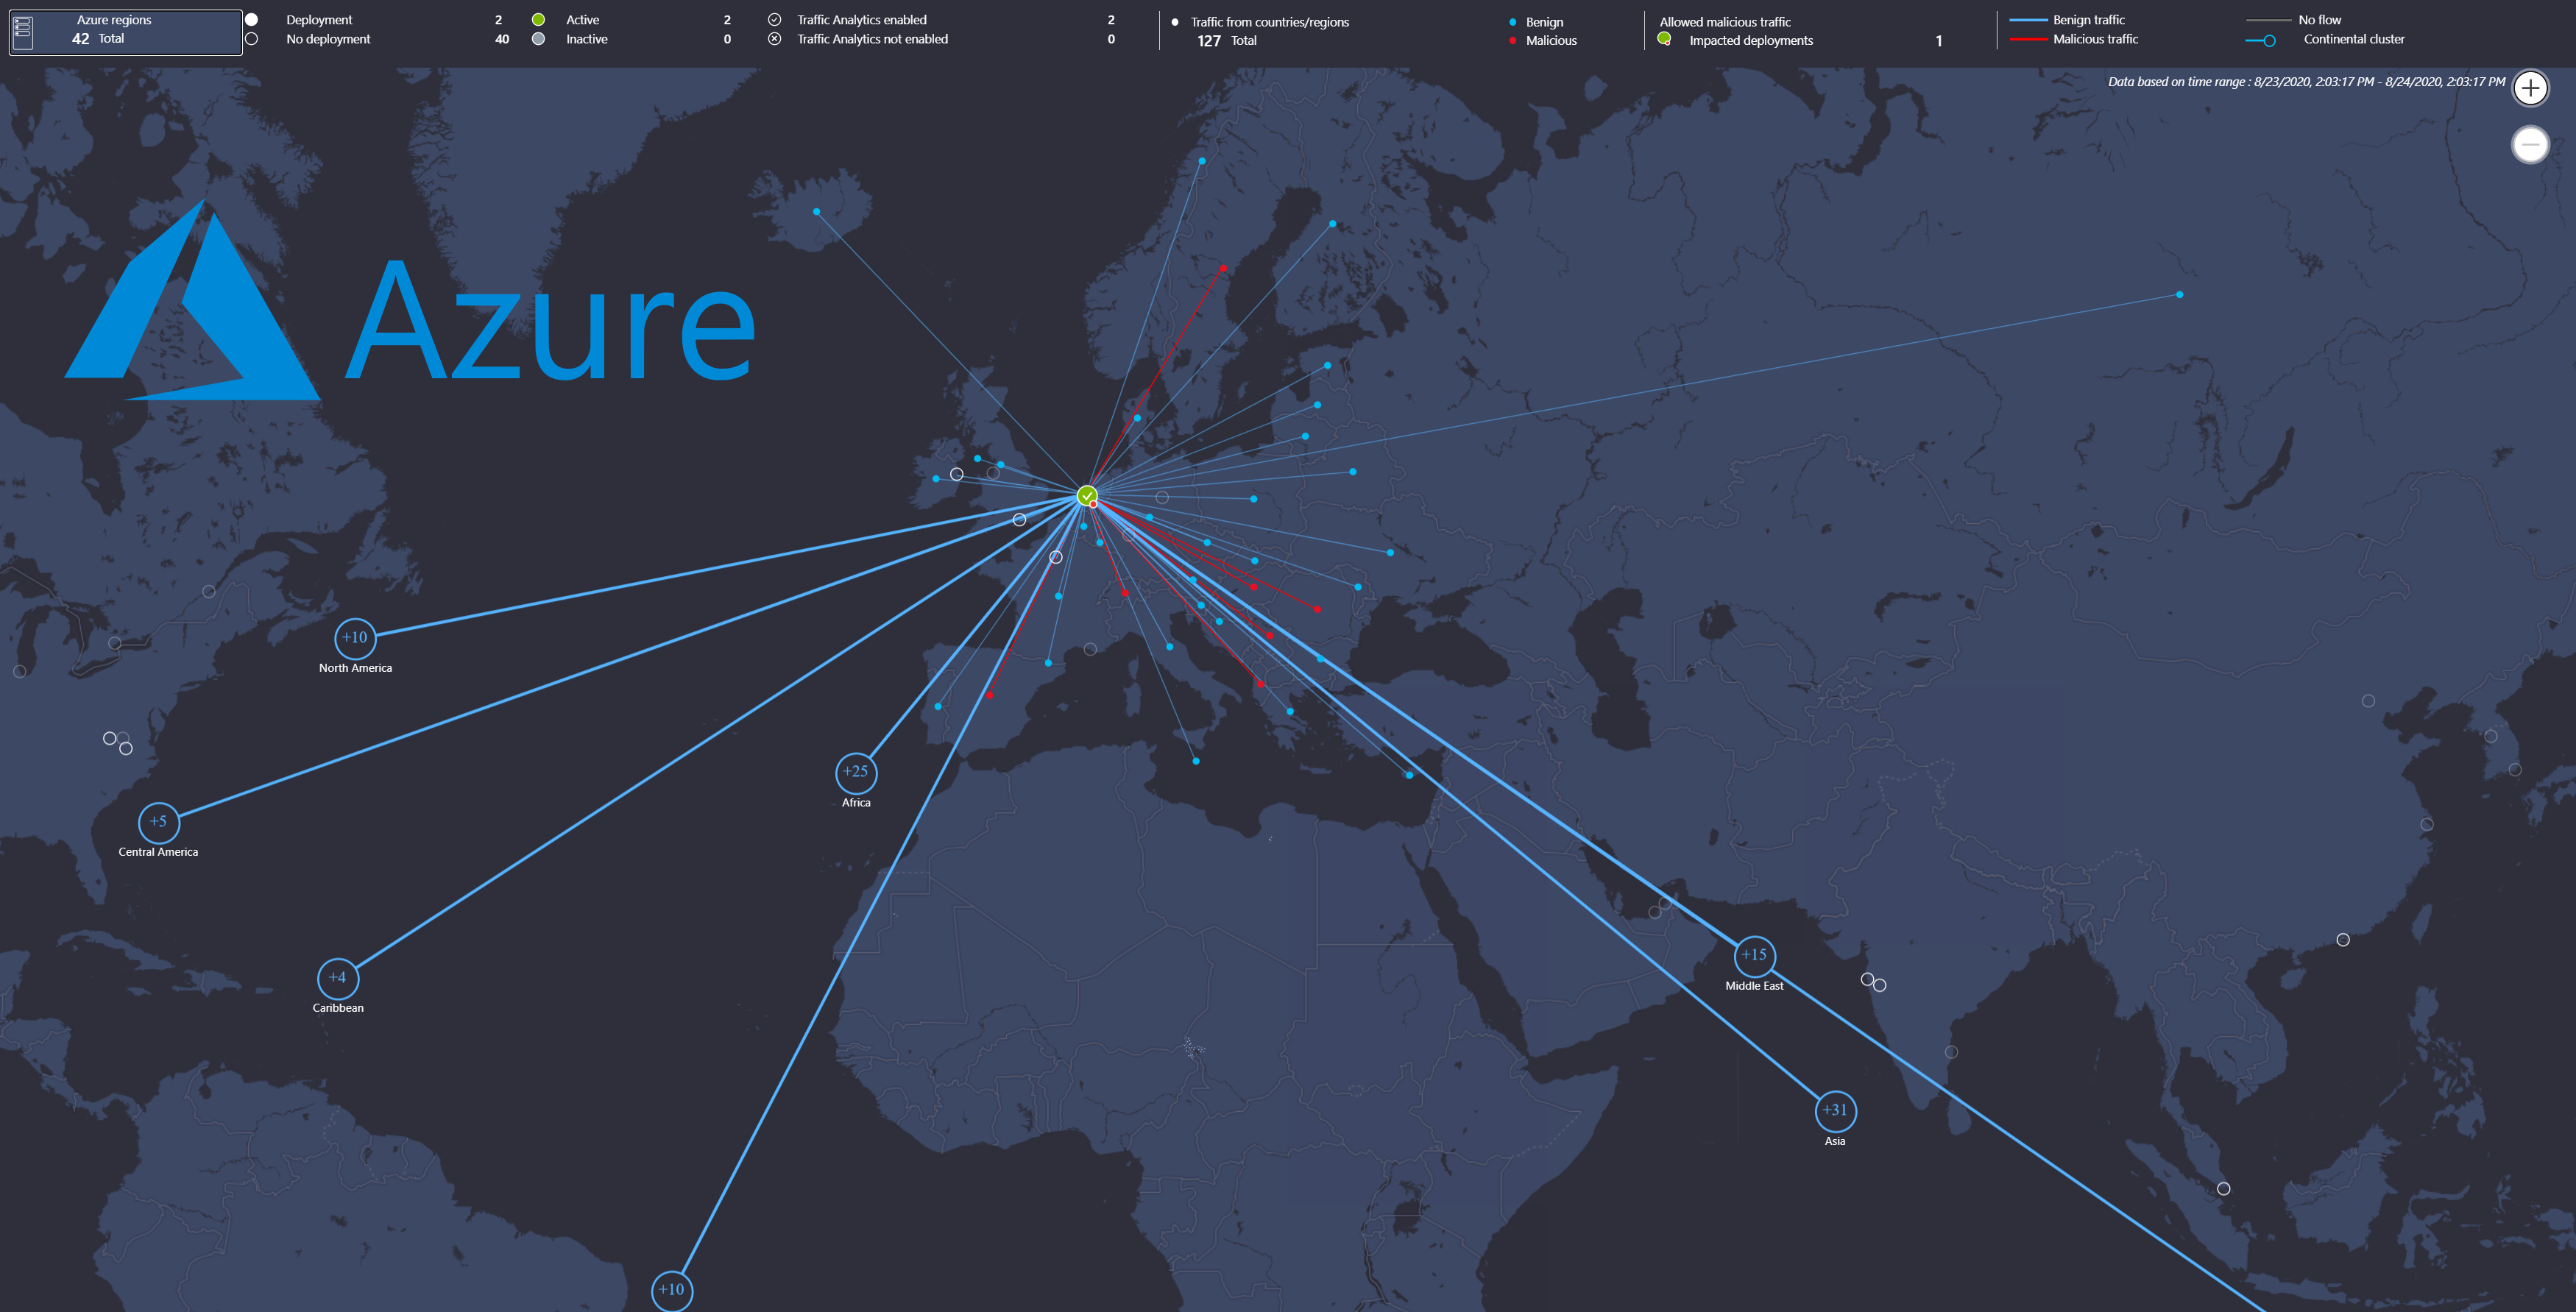 Azure regions
42 Total
Deployment 2
No deployment 40
Active 2
Inactive 0
Traffic Analytics enabled 2
Traffic Analytics not enabled 0
Traffic from countries/regions
127 Total
Benign
Malicious
Allowed malicious traffic
Impacted deployments 1
Benign traffic
Malicious traffic
No flow
Continental cluster
Data based on time range : 8/23/2020, 2:03:17 PM - 8/24/2020, 2:03:17 PM
Azure
+10
North America
+25
Africa
+5
Central America
+4
Caribbean
+15
Middle East
+31
Asia
+10